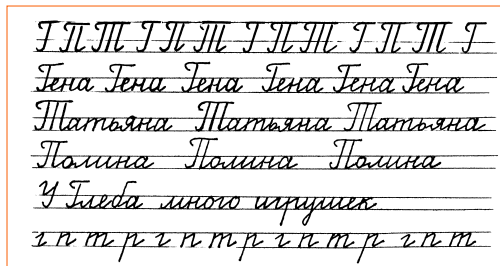 Г П Т Г П Т Г П Т Г П Т Г
Гена Гена Гена Гена Гена Гена
Татьяна Татьяна Татьяна
Полина Полина Полина
У Глеба много игрушек
г п т р г п т р г п т р г п т